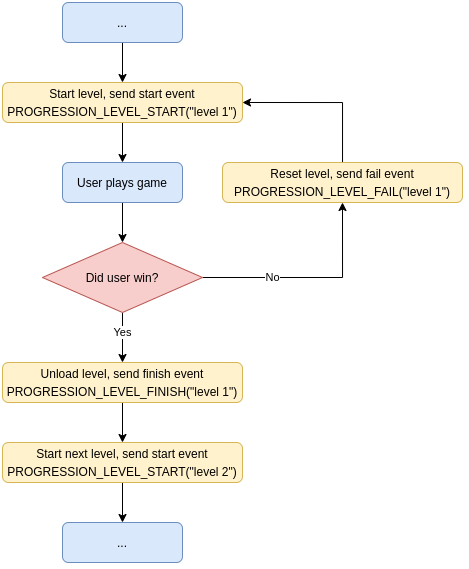 ...
Start level, send start event
PROGRESSION_LEVEL_START("level 1")
User plays game
Reset level, send fail event
PROGRESSION_LEVEL_FAIL("level 1")
Did user win?
No
Yes
Unload level, send finish event
PROGRESSION_LEVEL_FINISH("level 1")
Start next level, send start event
PROGRESSION_LEVEL_START("level 2")
...